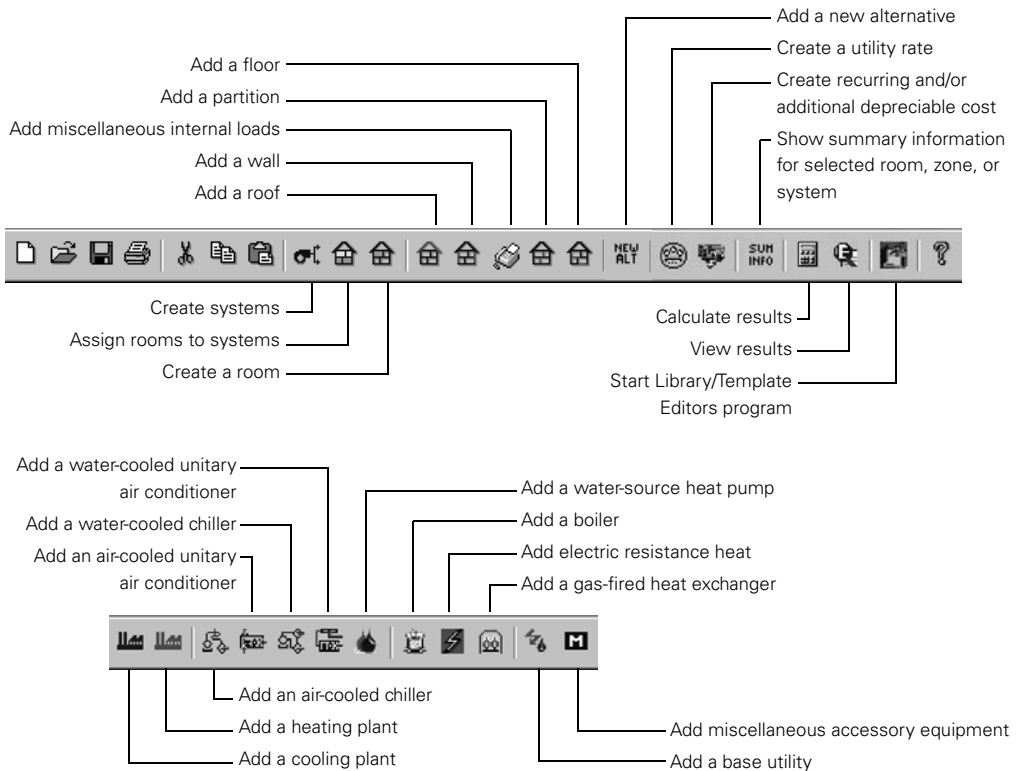 Add a new alternative
Create a utility rate
Create recurring and/or
additional depreciable cost
Show summary information
for selected room, zone, or
system
Add a floor
Add a partition
Add miscellaneous internal loads
Add a wall
Add a roof
NEW
ALT
SUM
INFO
?
Create systems
Assign rooms to systems
Create a room
Calculate results
View results
Start Library/Template
Editors program
Add a water-cooled unitary
air conditioner
Add a water-cooled chiller
Add an air-cooled unitary
air conditioner
Add a water-source heat pump
Add a boiler
Add electric resistance heat
Add a gas-fired heat exchanger
M
Add an air-cooled chiller
Add a heating plant
Add a cooling plant
Add miscellaneous accessory equipment
Add a base utility